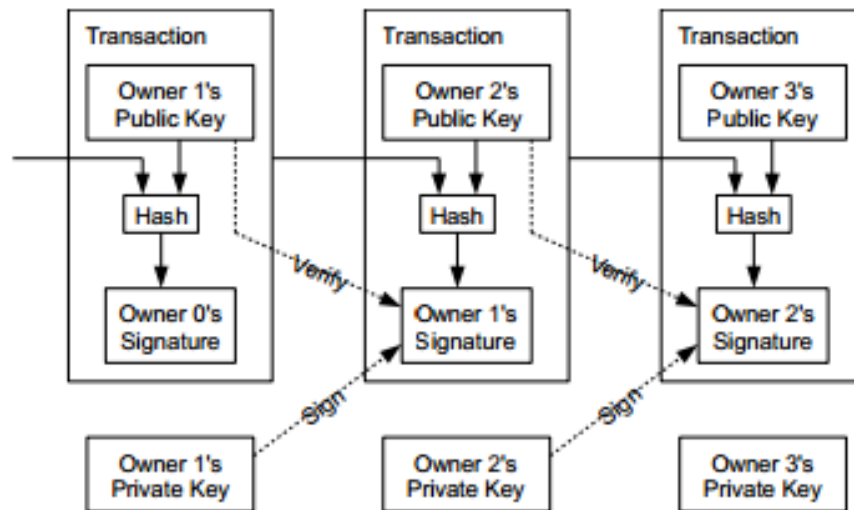 Transaction
Owner 1's
Public Key
Hash
Owner 0's
Signature
Verify
Transaction
Owner 2's
Public Key
Hash
Owner 1's
Signature
Verify
Transaction
Owner 3's
Public Key
Hash
Owner 2's
Signature
Sign
Sign
Owner 1's
Private Key
Owner 2's
Private Key
Owner 3's
Private Key